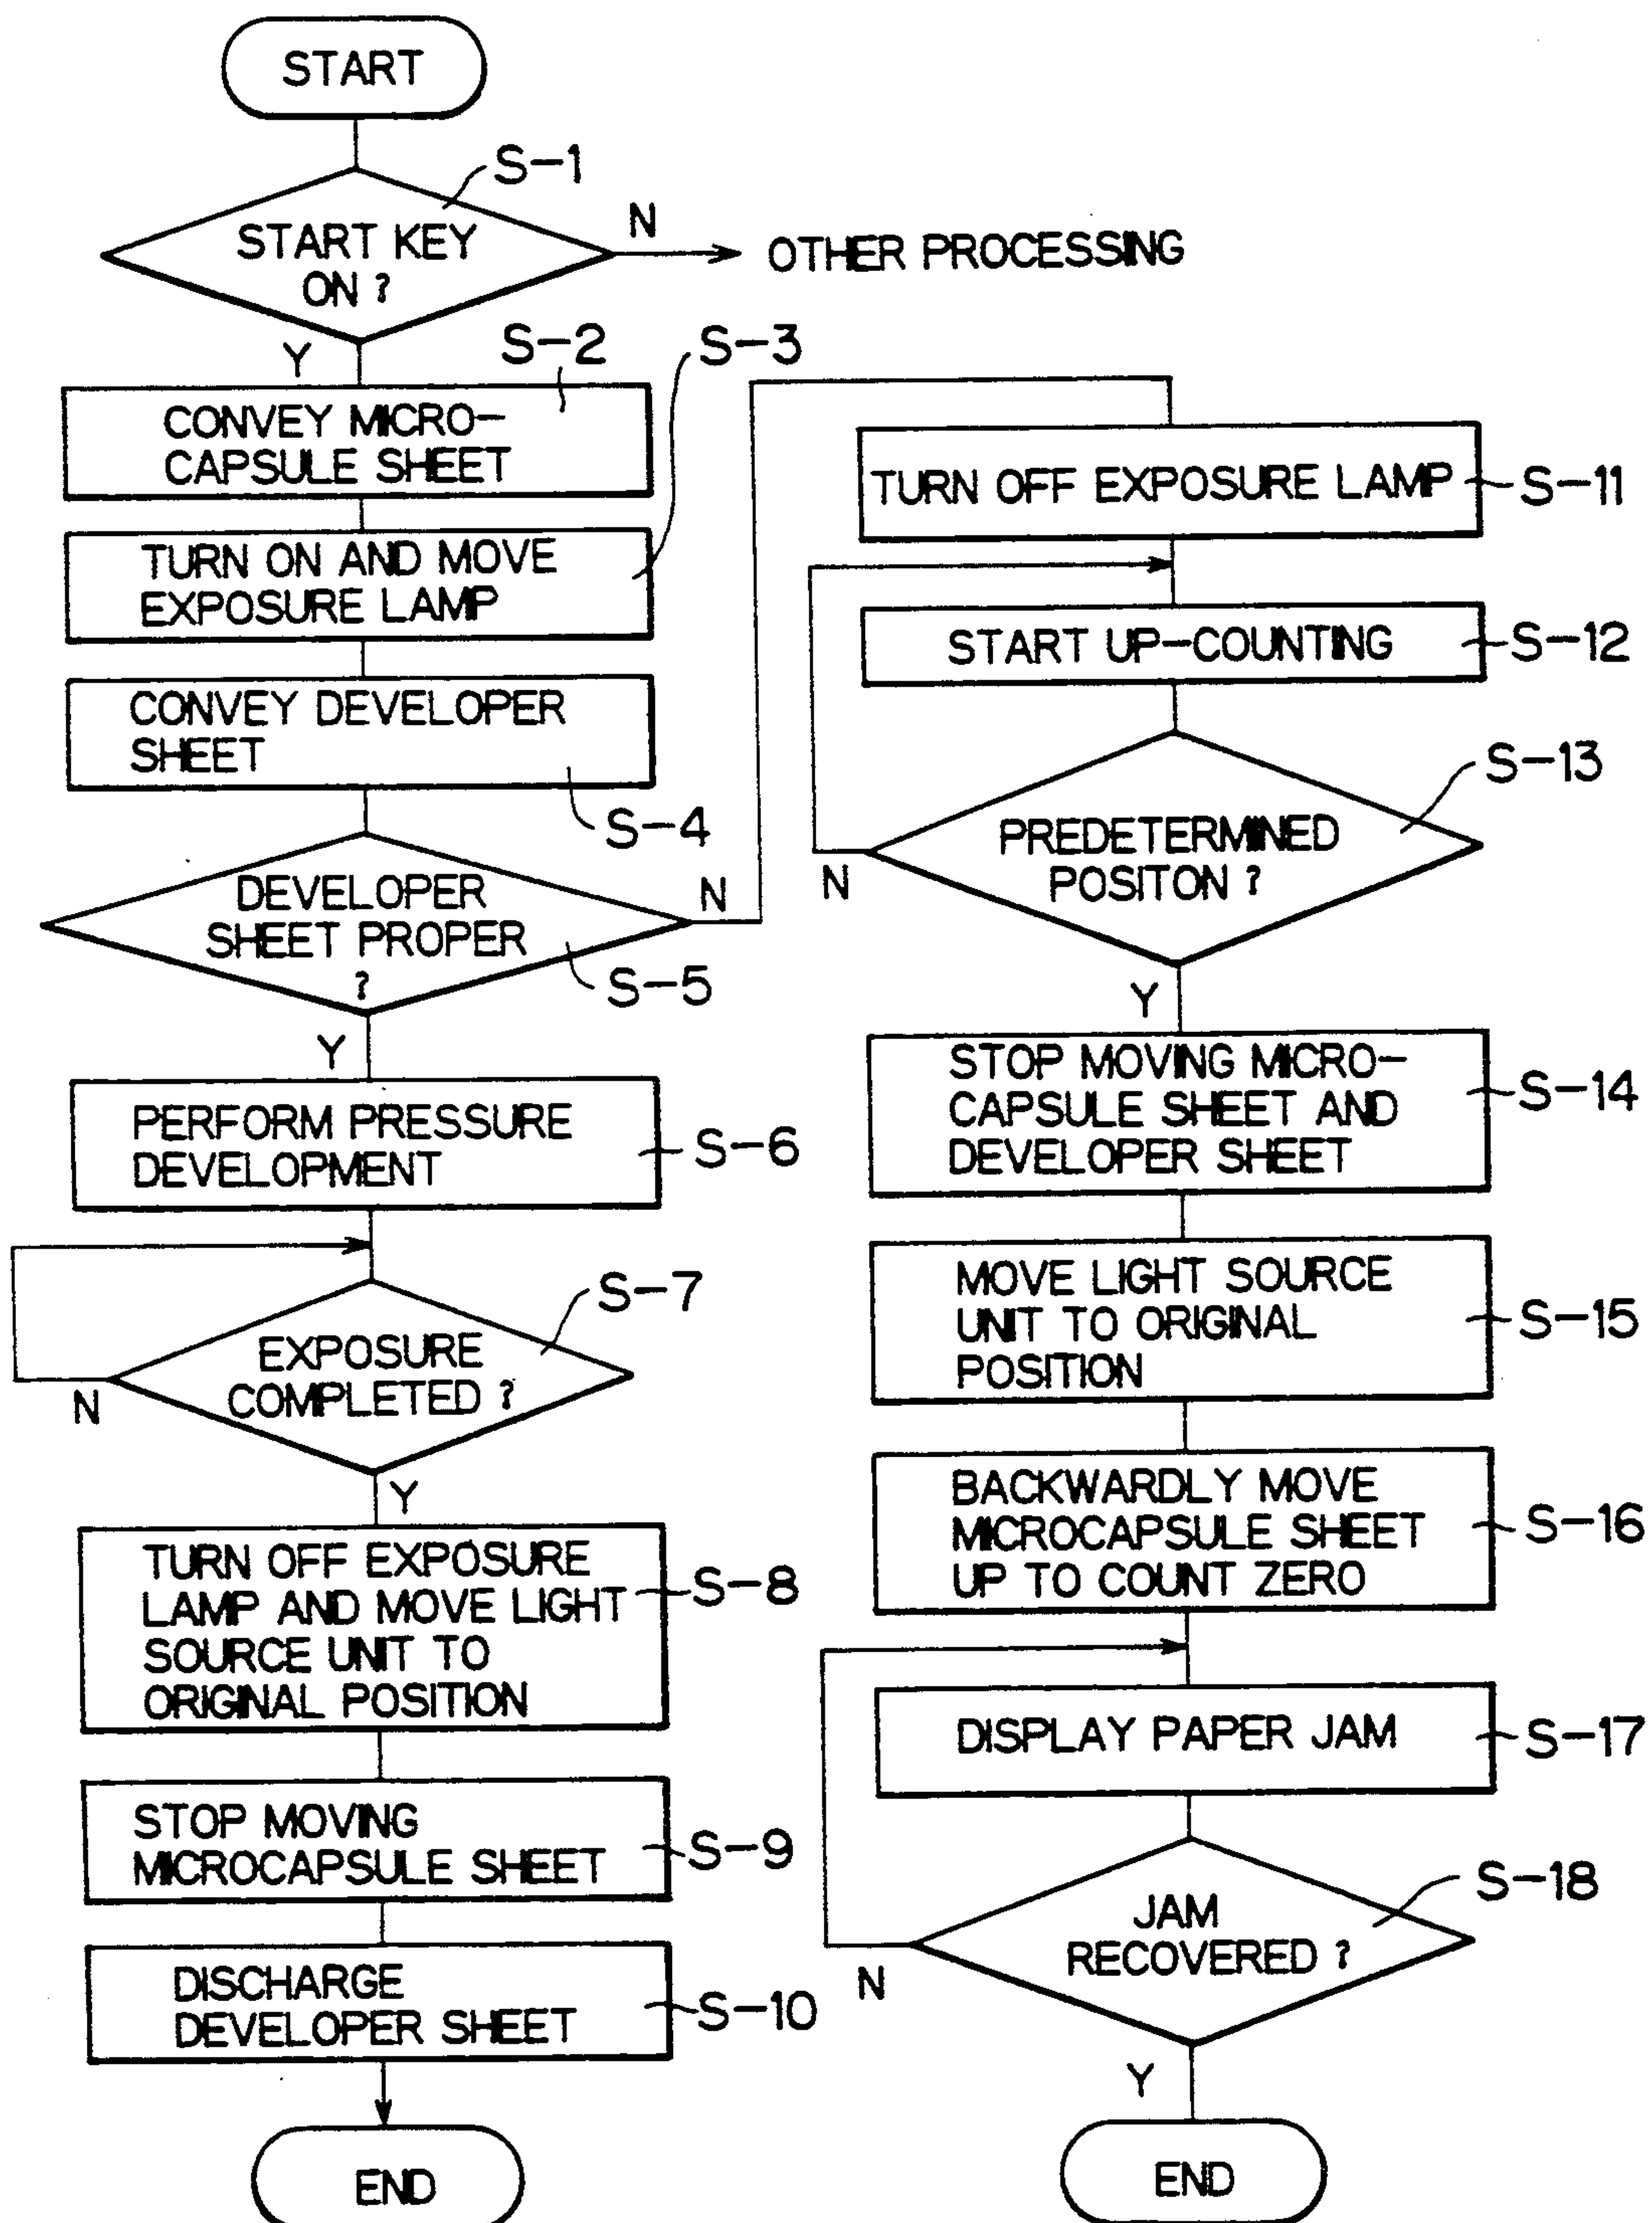 START
S-1
START KEY
ON ?
N
OTHER PROCESSING
Y
S-2
CONVEY MICRO-
CAPSULE SHEET
S-3
TURN ON AND MOVE
EXPOSURE LAMP
CONVEY DEVELOPER
SHEET
S-4
DEVELOPER
SHEET PROPER
?
N
S-5
Y
PERFORM PRESSURE
DEVELOPMENT
S-6
S-7
EXPOSURE
COMPLETED ?
N
Y
TURN OFF EXPOSURE
LAMP AND MOVE LIGHT
SOURCE UNIT TO
ORIGINAL POSITION
S-8
STOP MOVING
MICROCAPSULE SHEET
S-9
DISCHARGE
DEVELOPER SHEET
S-10
END
TURN OFF EXPOSURE LAMP
S-11
START UP-COUNTING
S-12
S-13
PREDETERMINED
POSITON ?
N
Y
STOP MOVING MICRO-
CAPSULE SHEET AND
DEVELOPER SHEET
S-14
MOVE LIGHT SOURCE
UNIT TO ORIGINAL
POSITION
S-15
BACKWARDLY MOVE
MICROCAPSULE SHEET
UP TO COUNT ZERO
S-16
DISPLAY PAPER JAM
S-17
S-18
JAM
RECOVERED ?
N
Y
END